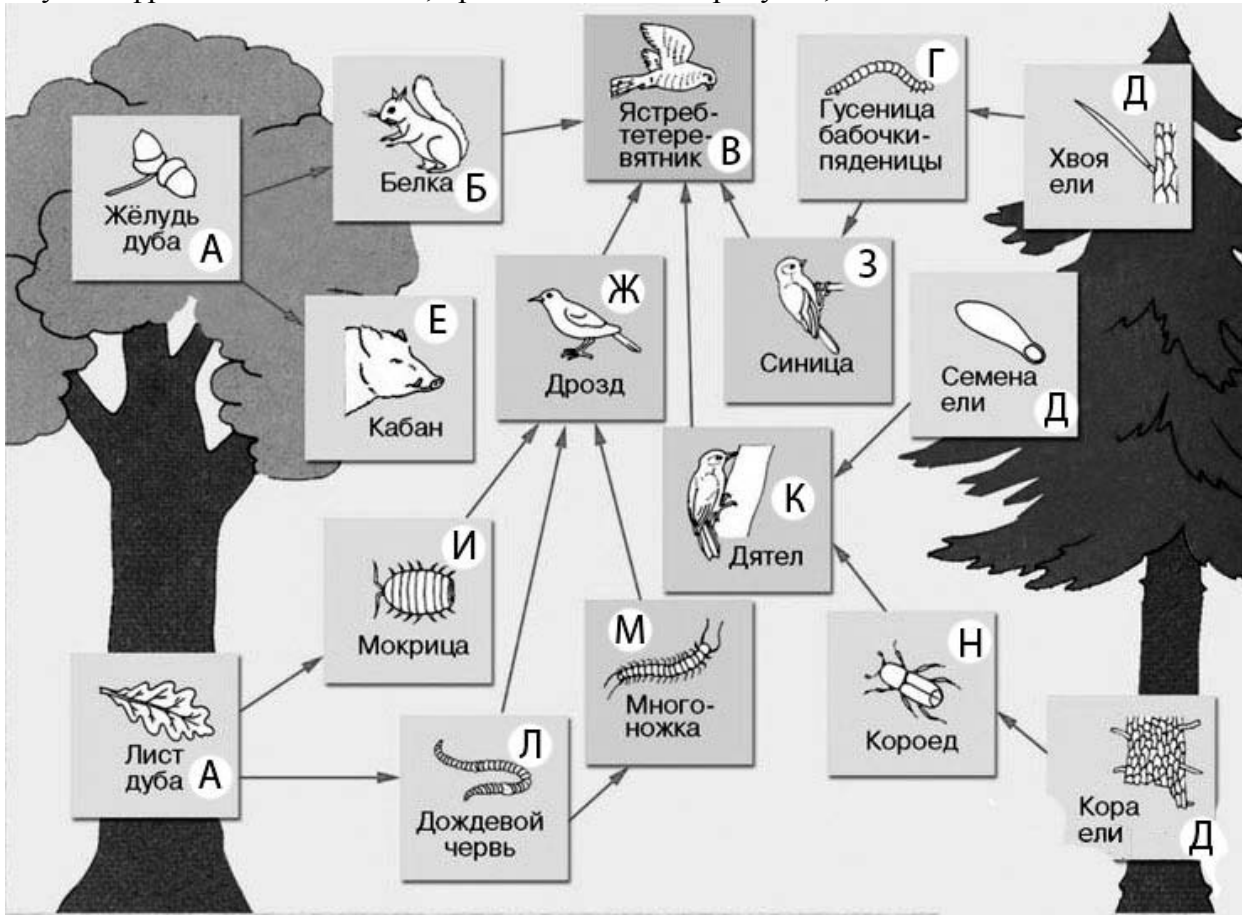 Г
Ястреб-
тетере-
вятник
В
Гусеница
бабочки-
пяденицы
Д
Хвоя
ели
Белка
Б
Жёлудь
дуба
А
З
Синица
Ж
Дрозд
Е
Кабан
Семена
ели
Д
К
Дятел
И
Мокрица
М
Много-
ножка
Н
Короед
Лист
дуба
А
Л
Дождевой
червь
Кора
ели
Д